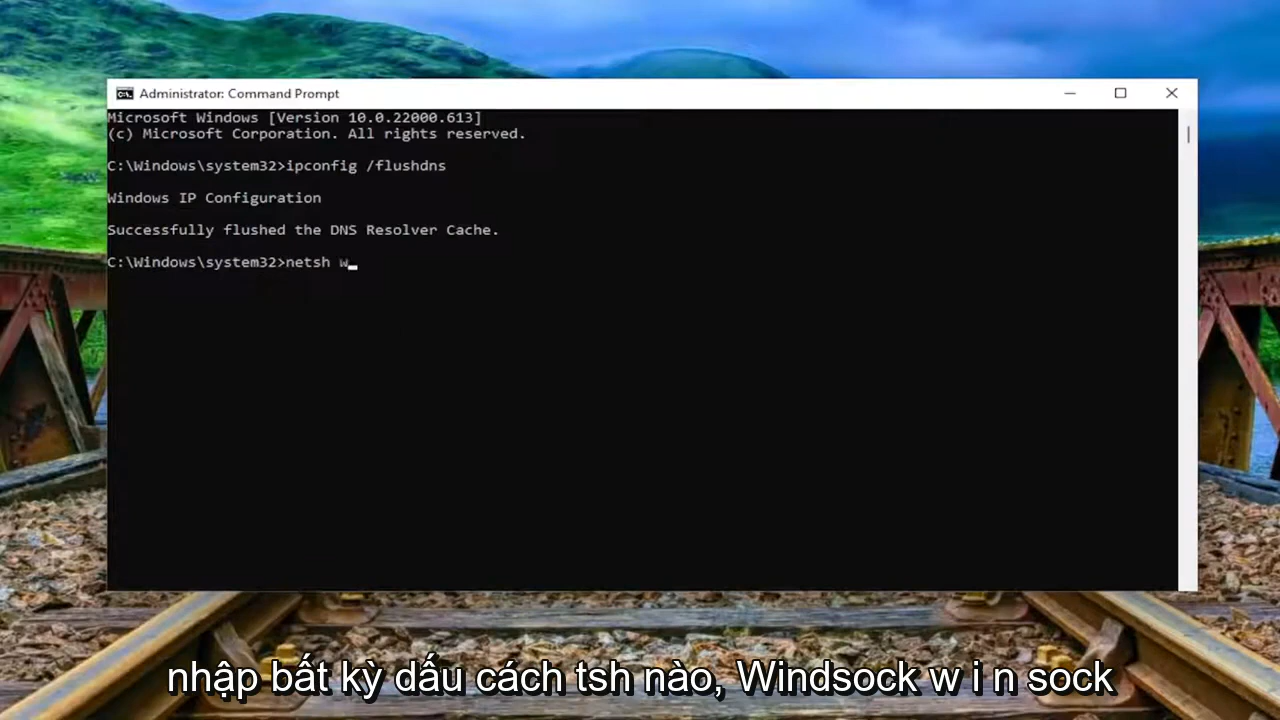 Administrator: Command Prompt
Microsoft Windows [Version 10.0.22000.613]
(c) Microsoft Corporation. All rights reserved.
C:\Windows\system32>ipconfig /flushdns
Windows IP Configuration
Successfully flushed the DNS Resolver Cache.
C:\Windows\system32>netsh w
nhập bất kỳ dấu cách tsh nào, Windsock w i n sock